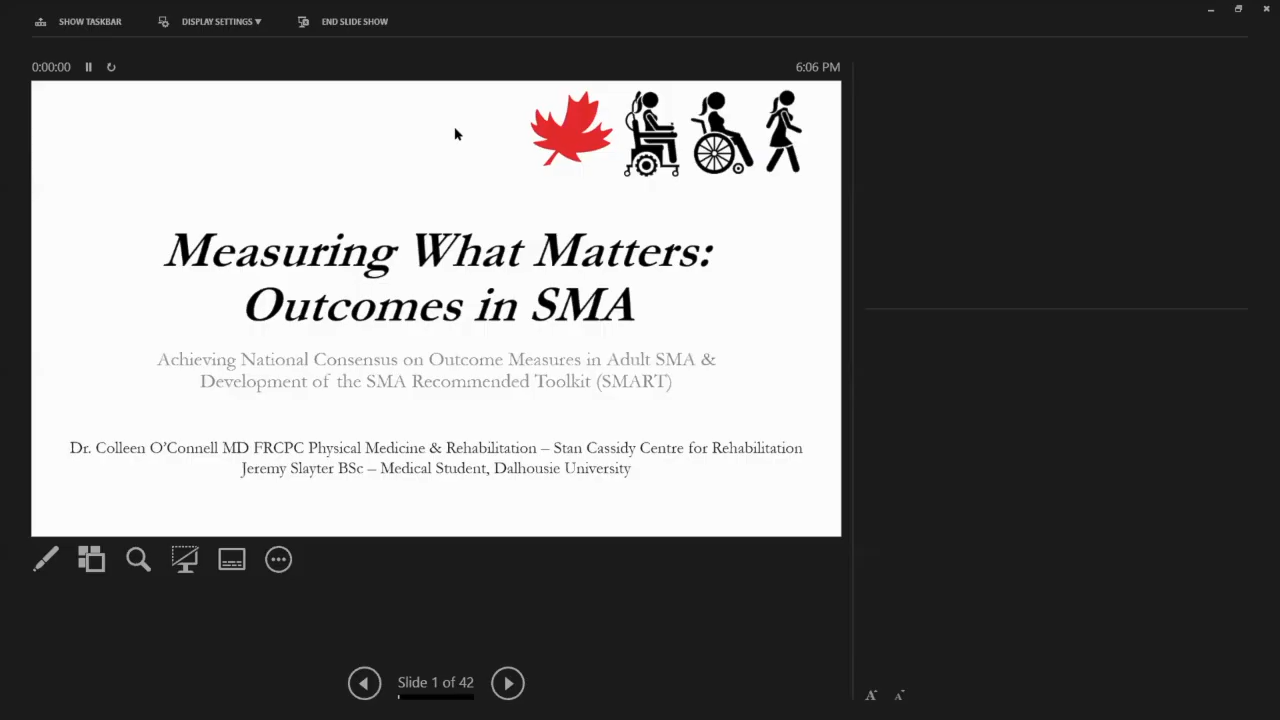 SHOW TASKBAR
DISPLAY SETTINGS ▼
END SLIDE SHOW
0:00:00
6:06 PM
Measuring What Matters:
Outcomes in SMA
Achieving National Consensus on Outcome Measures in Adult SMA &
Development of the SMA Recommended Toolkit (SMART)
Dr. Colleen O’Connell MD FRCPC Physical Medicine & Rehabilitation – Stan Cassidy Centre for Rehabilitation
Jeremy Slayter BSc – Medical Student, Dalhousie University
Slide 1 of 42
A A